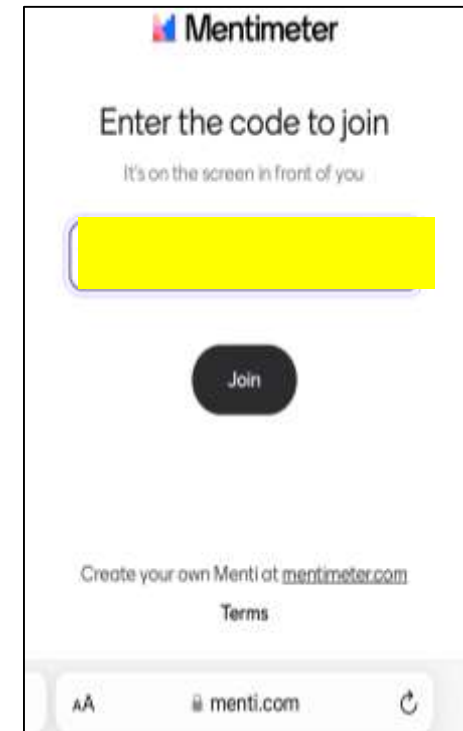 Mentimeter
Enter the code to join
It's on the screen in front of you
Join
Create your own Menti at mentimeter.com
Terms
AA menti.com